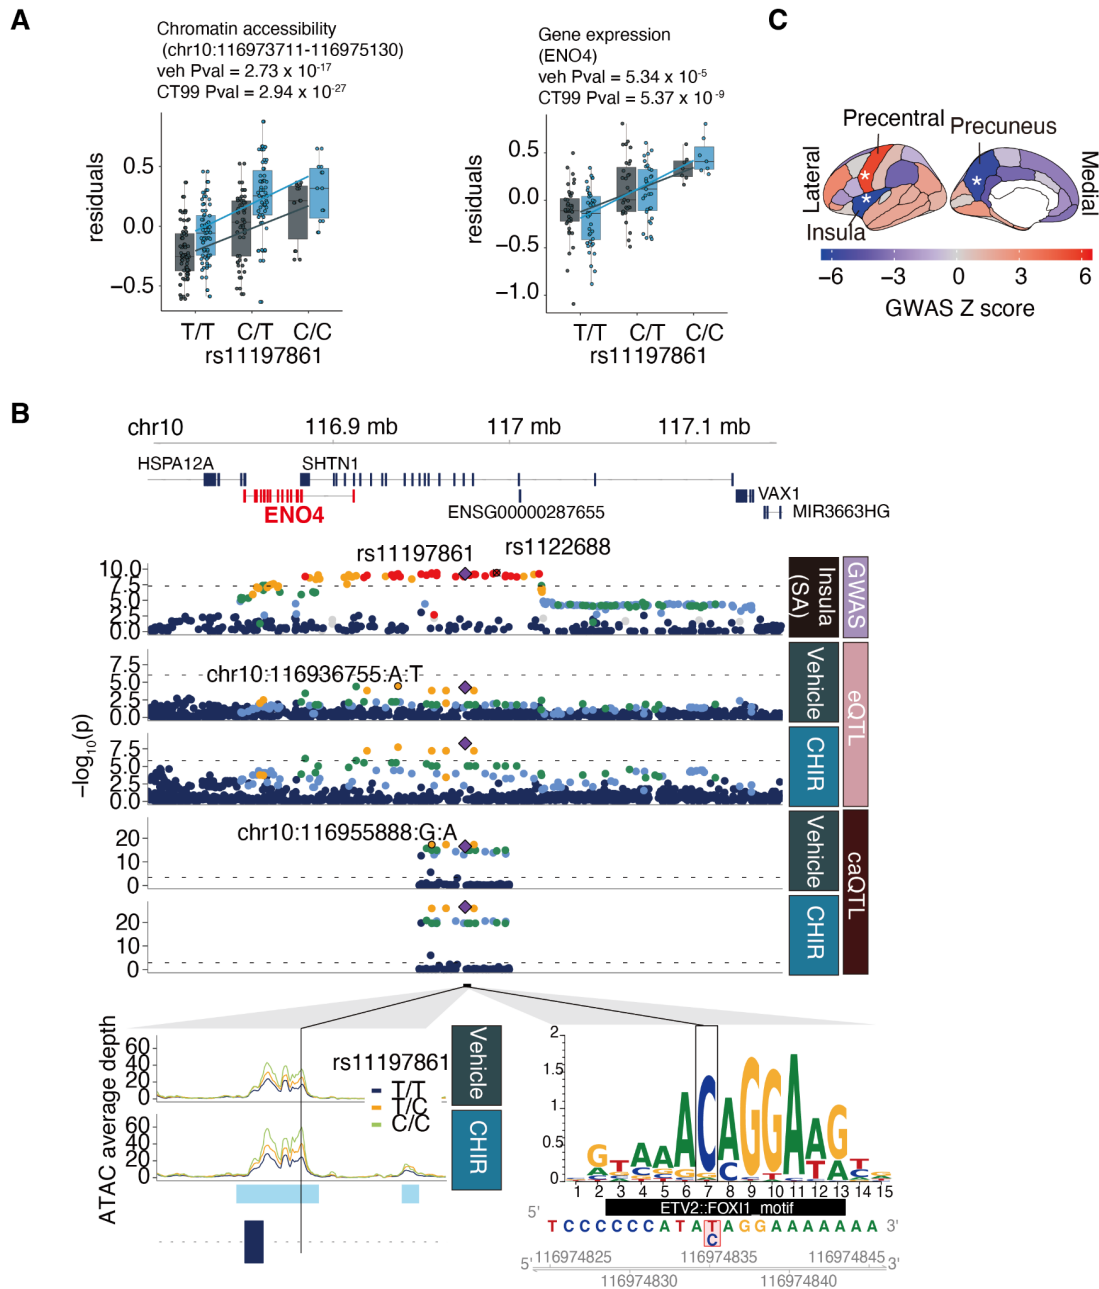 A
Chromatin accessibility
(chr10:116973711-116975130)
veh Pval = 2.73 x 10-17
CT99 Pval = 2.94 x 10-27
residuals
0.5
0.0
−0.5
T/T C/T C/C
rs11197861
Gene expression
(ENO4)
veh Pval = 5.34 x 10-5
CT99 Pval = 5.37 x 10-9
residuals
0.5
0.0
−0.5
−1.0
T/T C/T C/C
rs11197861
C
Precentral Precuneus
Lateral
Medial
*
*
*
Insula
−6 −3 0 3 6
GWAS Z score
B
chr10 116.9 mb 117 mb 117.1 mb
HSPA12A SHTN1
ENO4
ENSG00000287655
VAX1
MIR3663HG
−log10(p)
rs11197861 rs1122688
10.0
7.5
5.0
2.5
0.0
Insula
(SA)
GWAS
chr10:116936755:A:T
7.5
5.0
2.5
0.0
Vehicle
eQTL
7.5
5.0
2.5
0.0
CHIR
chr10:116955888:G:A
20
10
0
Vehicle
caQTL
20
10
0
CHIR
ATAC average depth
60
40
20
0
rs11197861
T/T
T/C
C/C
Vehicle
60
40
20
0
CHIR
2
1.5
1
0.5
0
1 2 3 4 5 6 7 8 9 10 11 12 13 14 15
ETV2::FOXI1_motif
5' T C C C C C C A T A T A G G A A A A A A A 3'
C
5' 116974825 116974835 116974845 3'
116974830 116974840